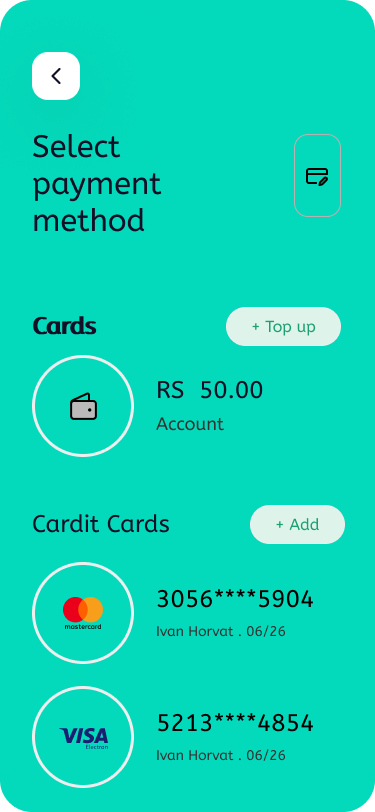 Select
payment
method
Cards
+ Top up
RS 50.00
Account
Cardit Cards
+ Add
3056****5904
mastercard
Ivan Horvat . 06/26
5213****4854
VISA
Electron
Ivan Horvat . 06/26